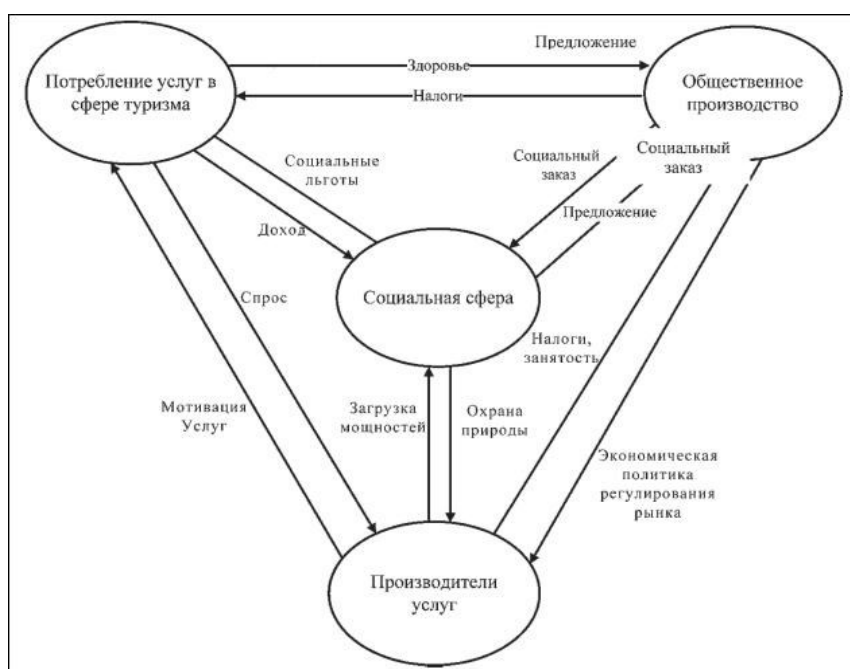 Предложение
Потребление услуг в
сфере туризма
Здоровье
Налоги
Общественное
производство
Социальные
льготы
Социальный
заказ
Социальный
заказ
Доход
Предложение
Социальная сфера
Спрос
Налоги,
занятость
Мотивация
Услуг
Загрузка
мощностей
Охрана
природы
Экономическая
политика
регулирования
рынка
Производители
услуг